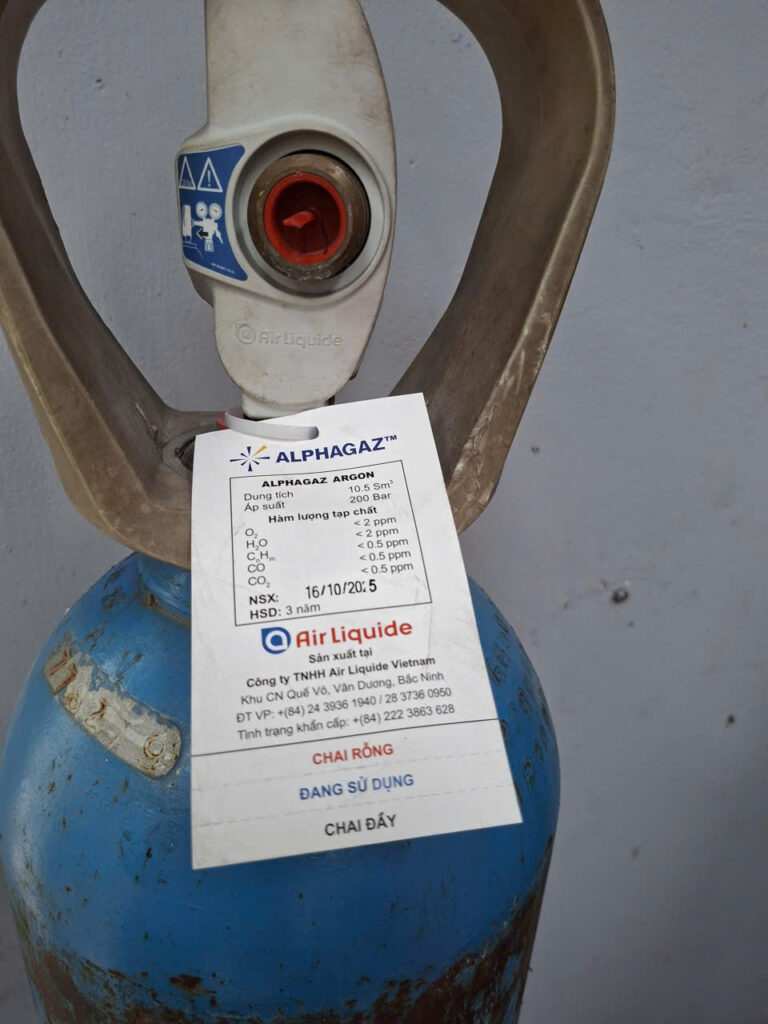 Air Liquide
ALPHAGAZ™
ALPHAGAZ ARGON
Dung tích 10.5 Sm³
Áp suất 200 Bar
Hàm lượng tạp chất
O₂ < 2 ppm
H₂O < 2 ppm
CₙHₘ < 0.5 ppm
CO < 0.5 ppm
CO₂ < 0.5 ppm
NSX: 16/10/2025
HSD: 3 năm
Air Liquide
Sản xuất tại
Công ty TNHH Air Liquide Vietnam
Khu CN Quế Võ, Vân Dương, Bắc Ninh
ĐT VP: +(84) 24 3936 1940 / 28 3736 0950
Tình trạng khẩn cấp: +(84) 222 3863 628
CHAI RỖNG
ĐANG SỬ DỤNG
CHAI ĐẦY